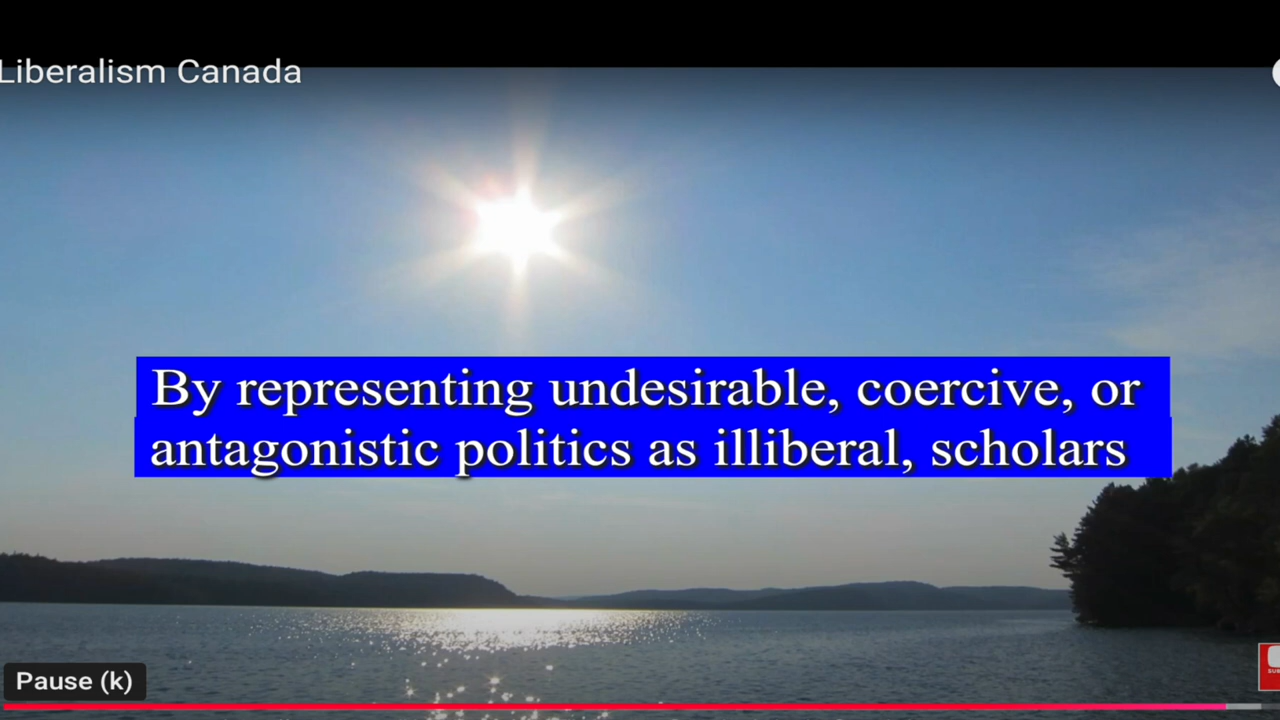 Liberalism Canada
By representing undesirable, coercive, or
antagonistic politics as illiberal, scholars
Pause (k)